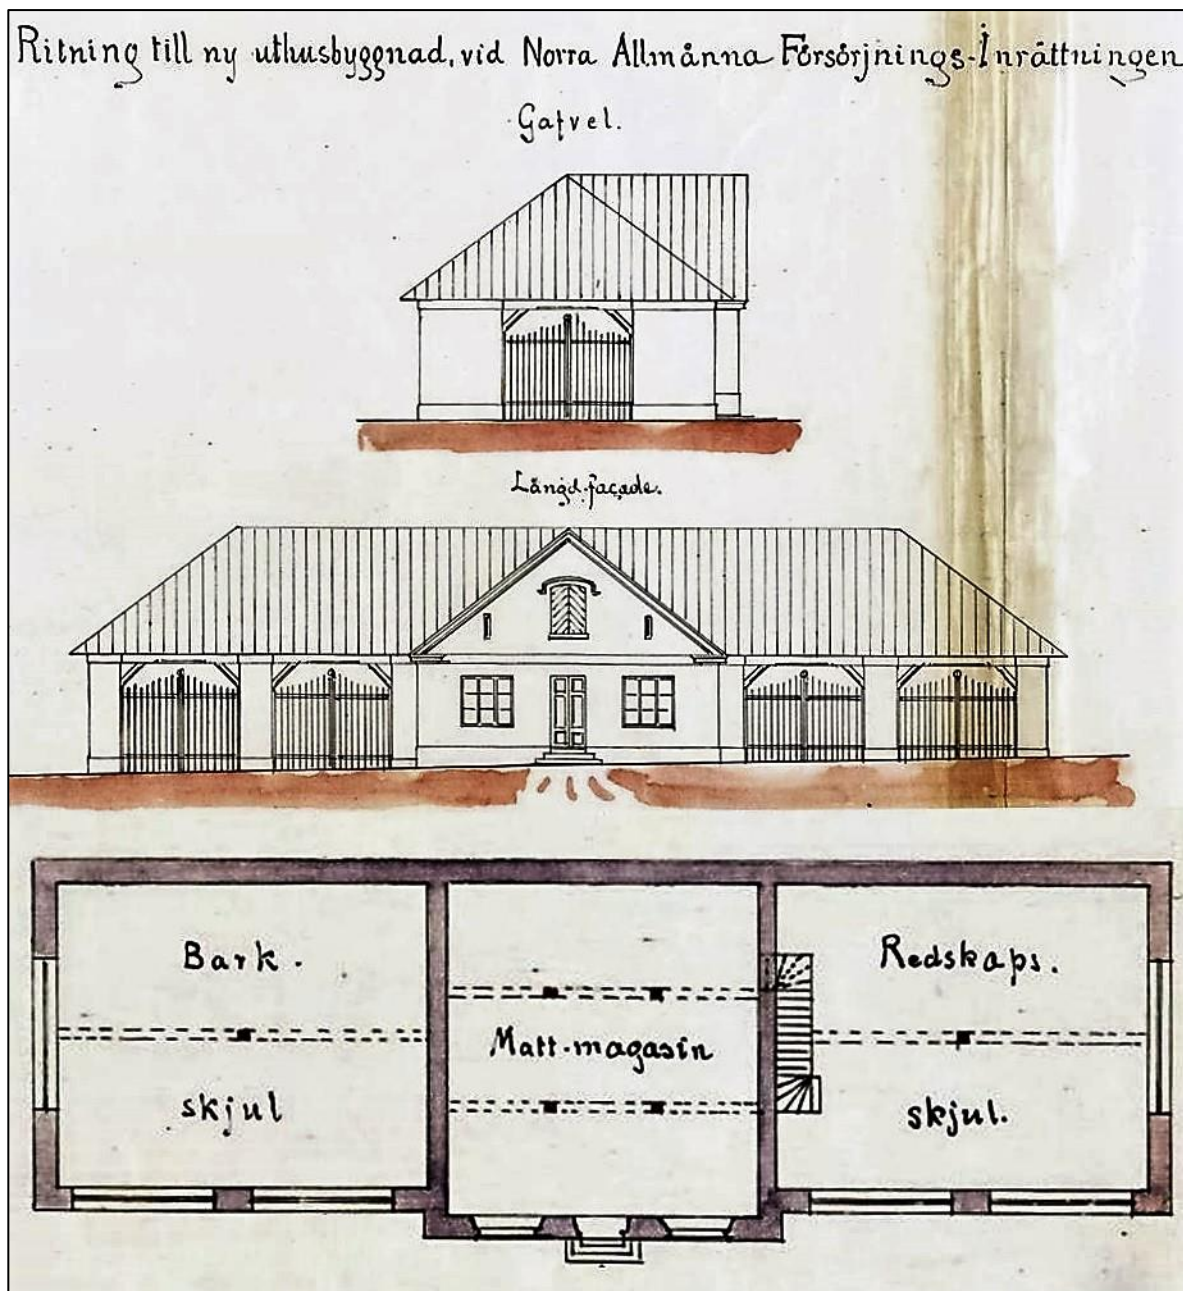 Ritning till ny uthusbyggnad, vid Norra Allmänna Försörjnings-Inrättningen
Gafvel.
Längd-façade.
Bark.
skjul
Matt-magasin
Redskaps.
skjul.